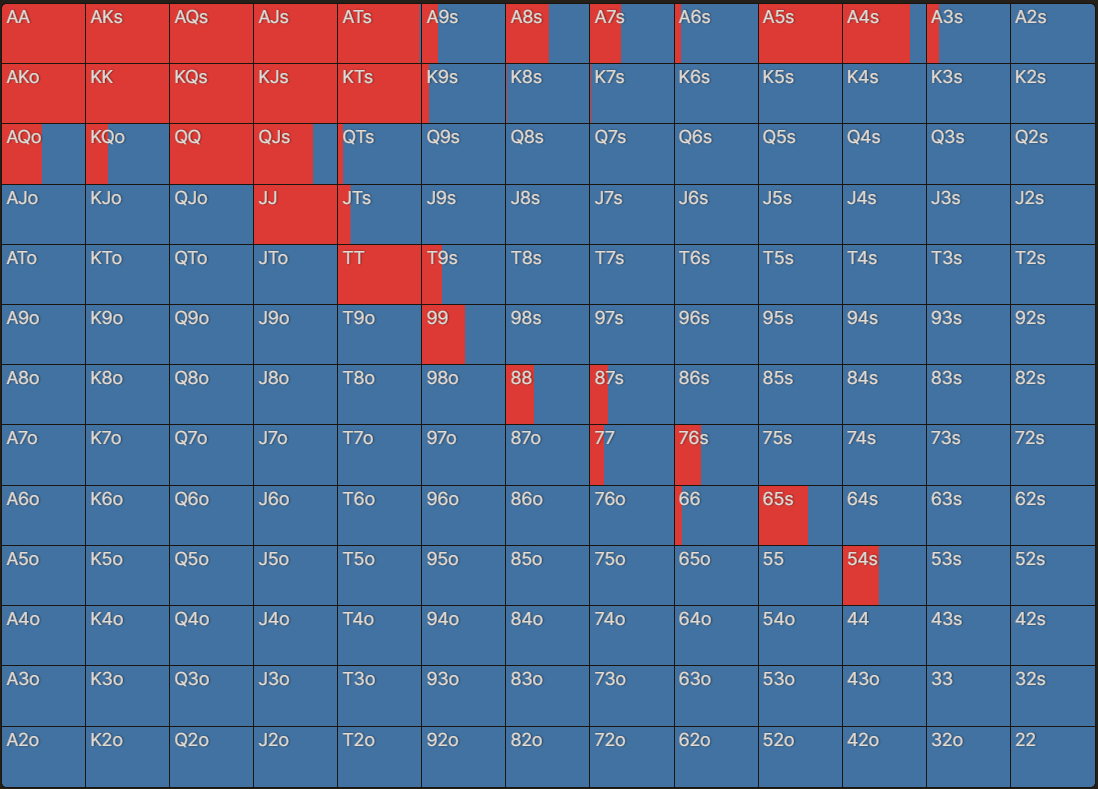 AA AKs AQs AJs ATs A9s A8s A7s A6s A5s A4s A3s A2s
AKo KK KQs KJs KTs K9s K8s K7s K6s K5s K4s K3s K2s
AQo KQo QQ QJs QTs Q9s Q8s Q7s Q6s Q5s Q4s Q3s Q2s
AJo KJo QJo JJ JTs J9s J8s J7s J6s J5s J4s J3s J2s
ATo KTo QTo JTo TT T9s T8s T7s T6s T5s T4s T3s T2s
A9o K9o Q9o J9o T9o 99 98s 97s 96s 95s 94s 93s 92s
A8o K8o Q8o J8o T8o 98o 88 87s 86s 85s 84s 83s 82s
A7o K7o Q7o J7o T7o 97o 87o 77 76s 75s 74s 73s 72s
A6o K6o Q6o J6o T6o 96o 86o 76o 66 65s 64s 63s 62s
A5o K5o Q5o J5o T5o 95o 85o 75o 65o 55 54s 53s 52s
A4o K4o Q4o J4o T4o 94o 84o 74o 64o 54o 44 43s 42s
A3o K3o Q3o J3o T3o 93o 83o 73o 63o 53o 43o 33 32s
A2o K2o Q2o J2o T2o 92o 82o 72o 62o 52o 42o 32o 22